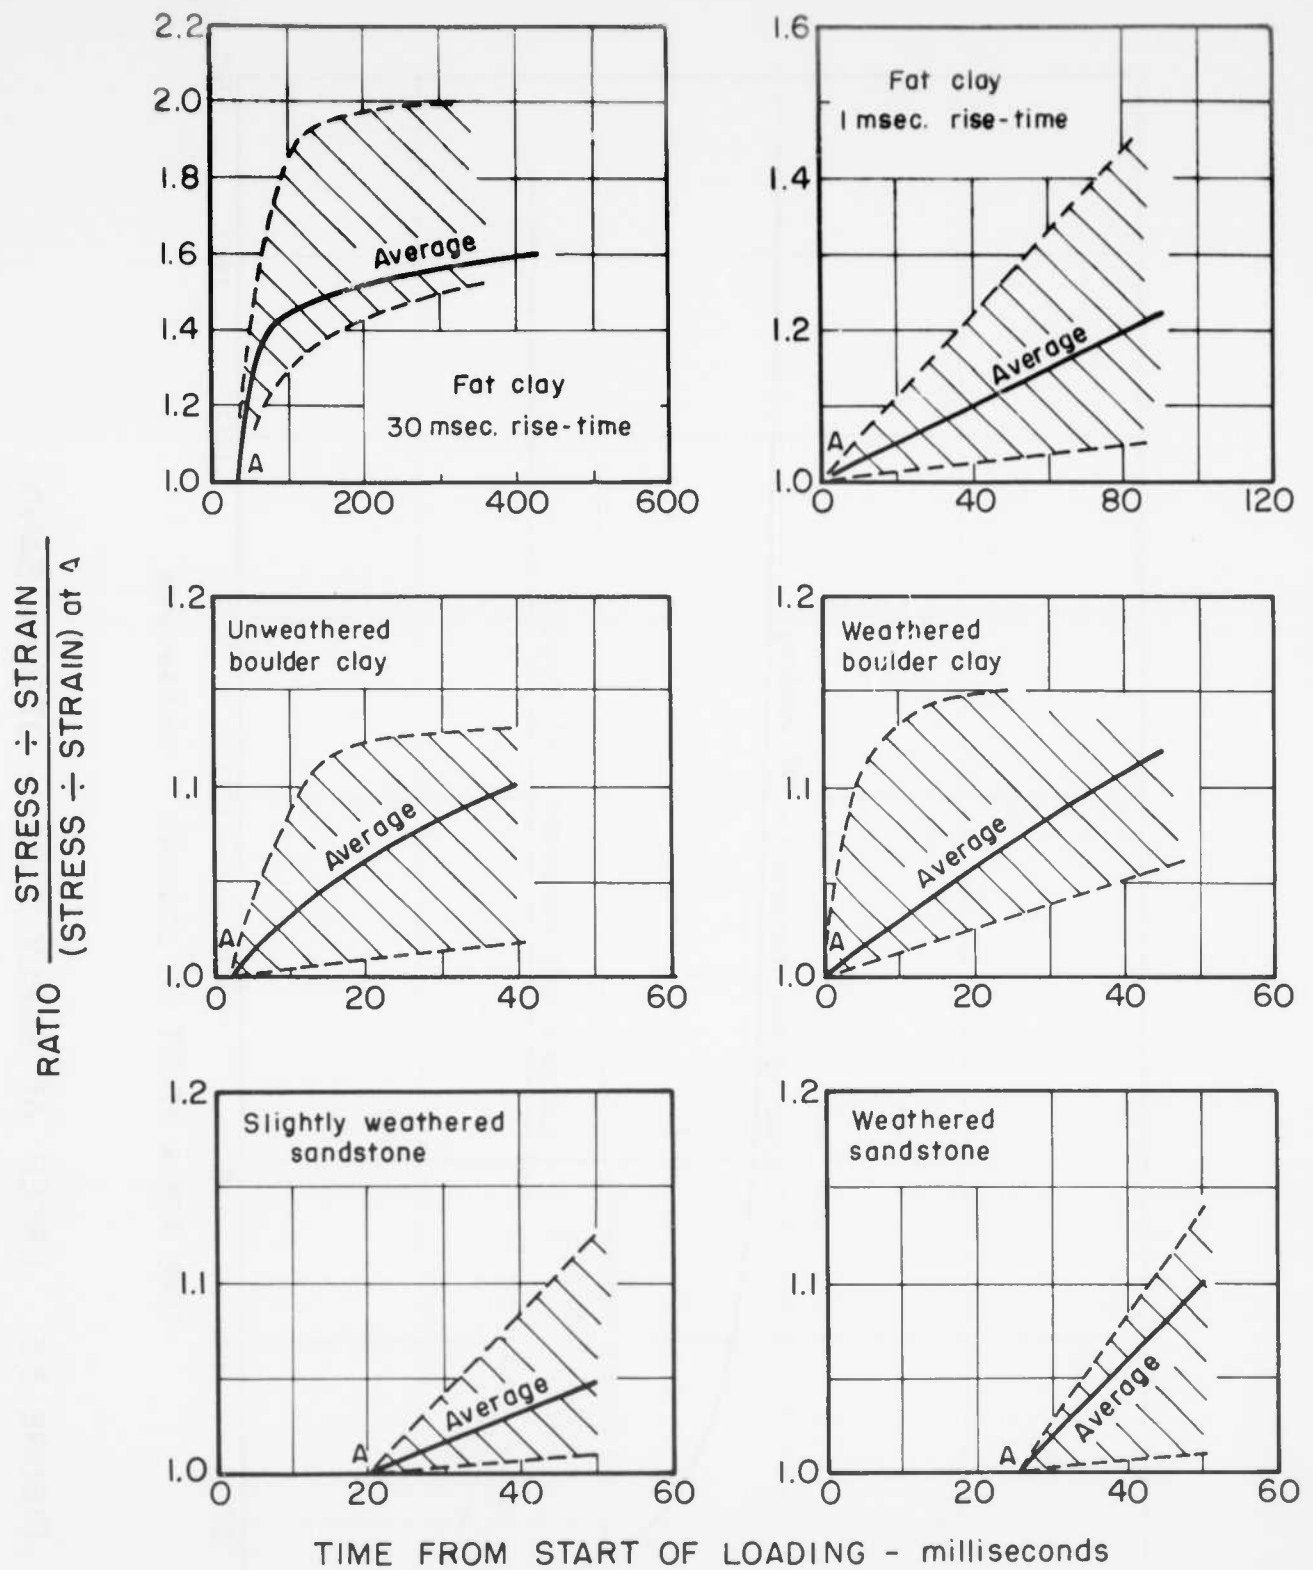 2.2
2.0
1.8
1.6
1.4
1.2
1.0
0 200 400 600
Average
A
Fat clay
30 msec. rise-time
1.6
1.4
1.2
1.0
0 40 80 120
Fat clay
1 msec. rise-time
Average
A
RATIO STRESS ÷ STRAIN
(STRESS ÷ STRAIN) at A
1.2
1.1
1.0
0 20 40 60
Unweathered
boulder clay
Average
A
1.2
1.1
1.0
0 20 40 60
Weathered
boulder clay
Average
A
1.2
1.1
1.0
0 20 40 60
Slightly weathered
sandstone
Average
A
1.2
1.1
1.0
0 20 40 60
Weathered
sandstone
Average
A
TIME FROM START OF LOADING - milliseconds